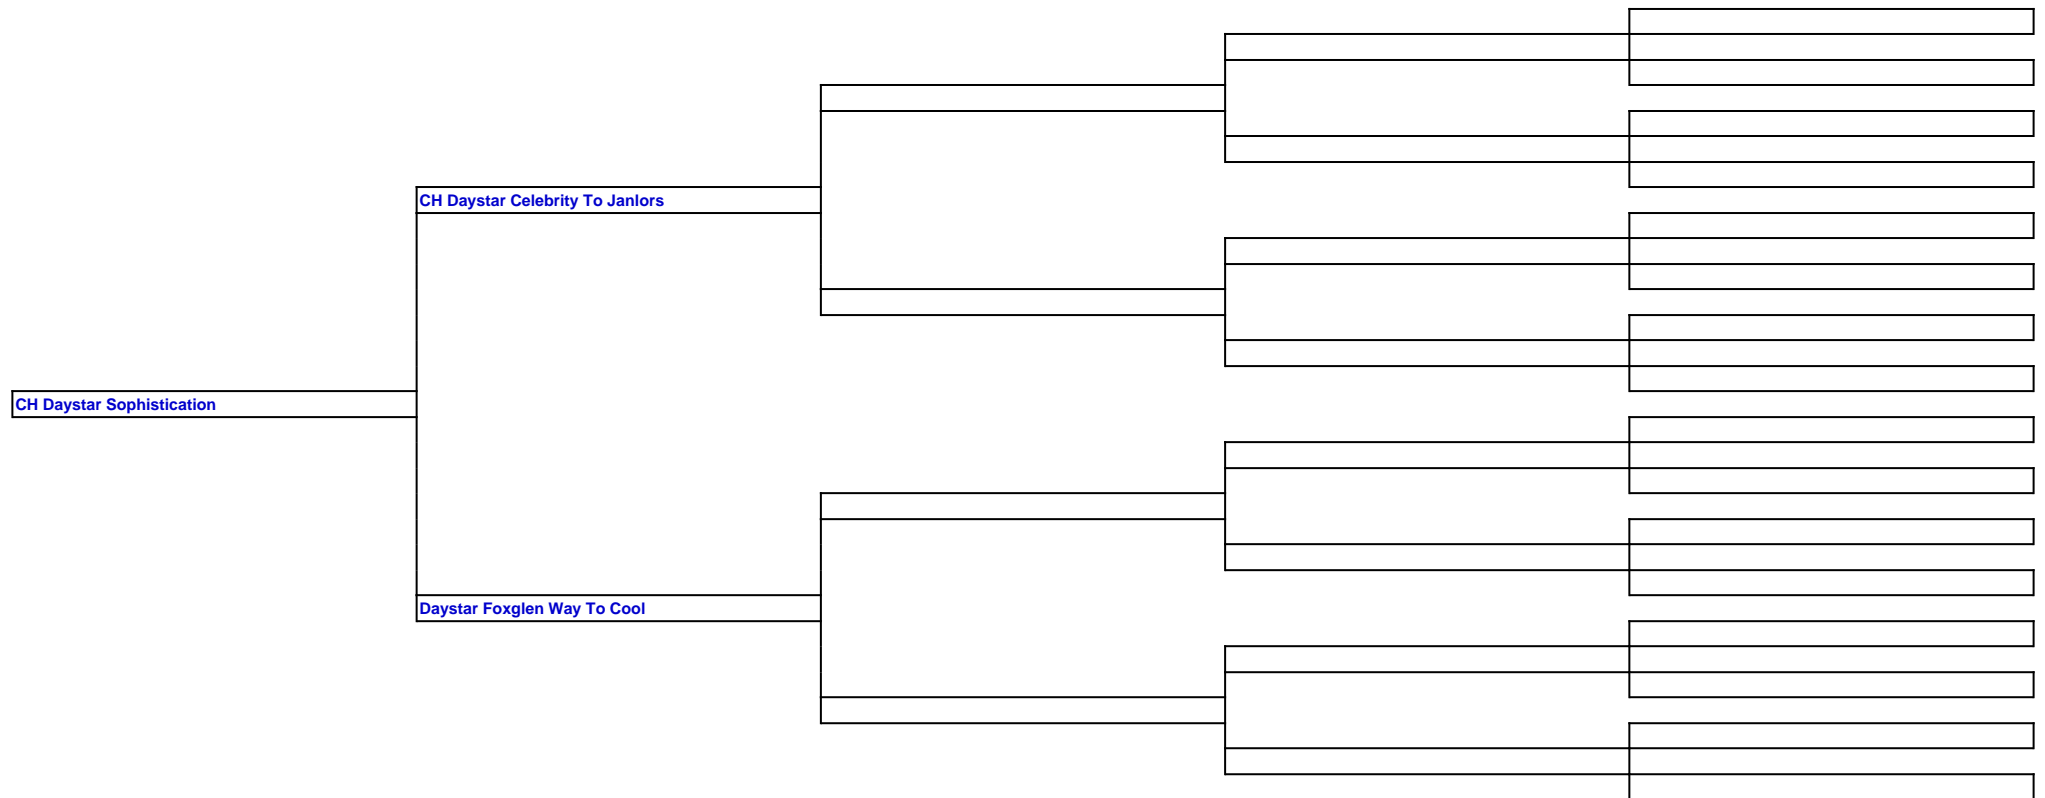 CH Daystar Celebrity To Janlors
CH Daystar Sophistication
Daystar Foxglen Way To Cool